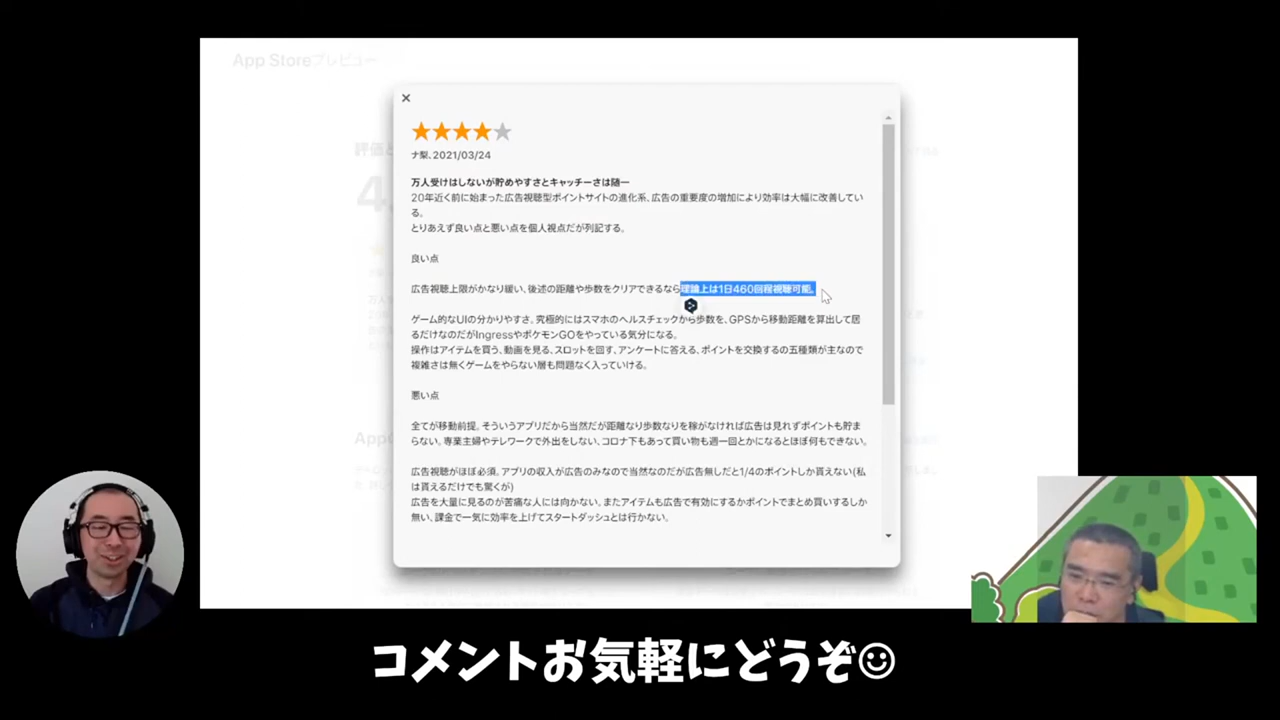 App Storeプレビュー
ナ梨、2021/03/24
万人受けはしないが貯めやすさとキャッチーさは随一
20年近く前に始まった広告視聴型ポイントサイトの進化系、広告の重要度の増加により効率は大幅に改善してい
る。
とりあえず良い点と悪い点を個人視点だが列記する。
良い点
広告視聴上限がかなり緩い、後述の距離や歩数をクリアできるなら理論上は1日460回程視聴可能。
ゲーム的なUIの分かりやすさ。究極的にはスマホのヘルスチェックから歩数を、GPSから移動距離を算出して居
るだけなのだがIngressやポケモンGOをやっている気分になる。
操作はアイテムを買う、動画を見る、スロットを回す、アンケートに答える、ポイントを交換するの五種類が主なので
複雑さは無くゲームをやらない層も問題なく入っていける。
悪い点
全てが移動前提。そういうアプリだから当然だが距離なり歩数なりを稼がなければ広告は見れずポイントも貯ま
らない。専業主婦やテレワークで外出をしない、コロナ下もあって買い物も週一回とかになるとほぼ何もできない。
広告視聴がほぼ必須。アプリの収入が広告のみなので当然なのだが広告無しだと1/4のポイントしか貰えない(私
は貰えるだけでも驚くが)
広告を大量に見るのが苦痛な人には向かない。またアイテムも広告で有効にするかポイントでまとめ買いするしか
無い、課金で一気に効率を上げてスタートダッシュとは行かない。
コメントお気軽にどうぞ☺